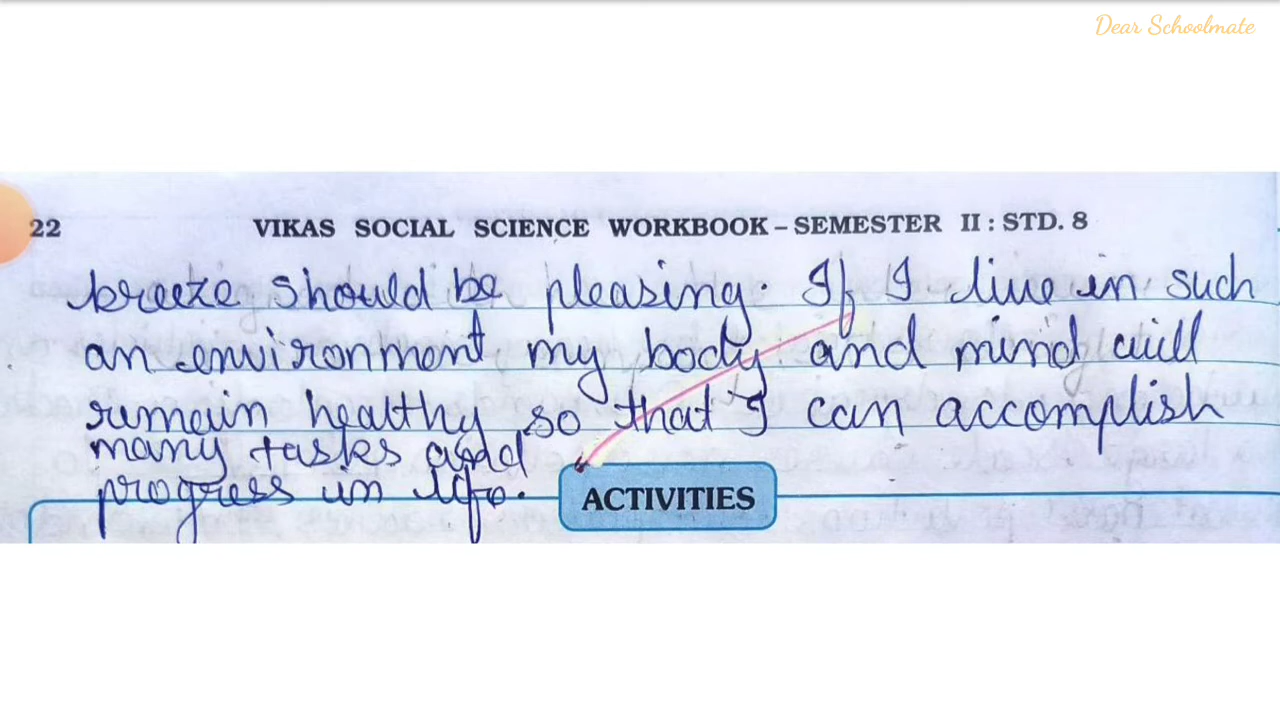 Dear Schoolmate
22 VIKAS SOCIAL SCIENCE WORKBOOK – SEMESTER II : STD. 8
breeze should be pleasing. If I live in such
an environment, my body and mind will
remain healthy so that I can accomplish
many tasks and
progress in life.
ACTIVITIES